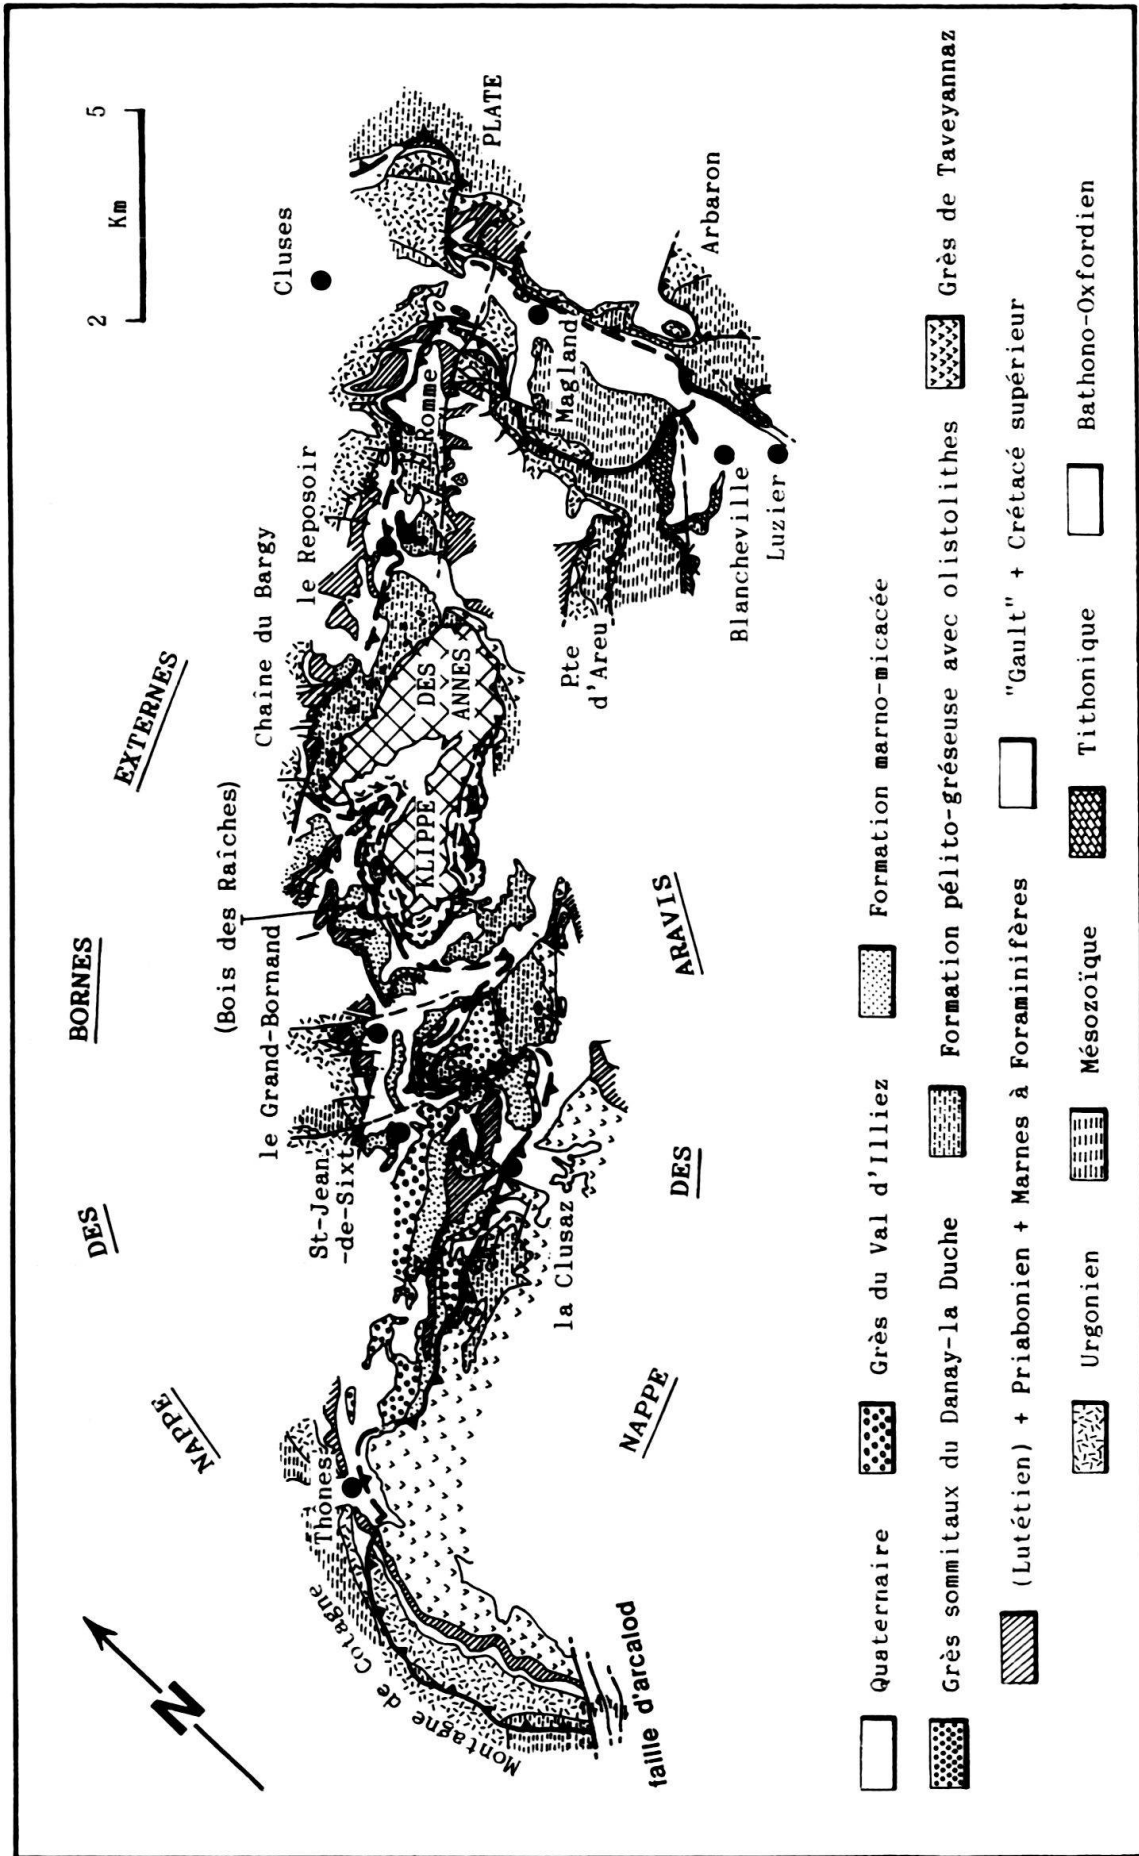 NAPPE
DES
BORNES
EXTERNES
N
Km
2
5
Cluses
PLATE
Chaîne du Bargy
le Reposoir
Romme
Magland
Arbaron
(Bois des Raîches)
le Grand-Bornand
St-Jean
-de-Sixt
KLIPPE
DES
ANNES
Pte
d'Areu
Blancheville
Luzier
Thônes
Montagne de Cotagne
la Clusaz
faille d'arcalod
NAPPE
DES
ARAVIS
Quaternaire
Grès du Val d'Illiez
Formation marno-micacée
Grès sommitaux du Danay-la Duche
Formation pélito-gréseuse avec olistolithes
Grès de Taveyannaz
(Lutétien) + Priabonien + Marnes à Foraminifères
"Gault" + Crétacé supérieur
Urgonien
Mésozoïque
Tithonique
Bathono-Oxfordien